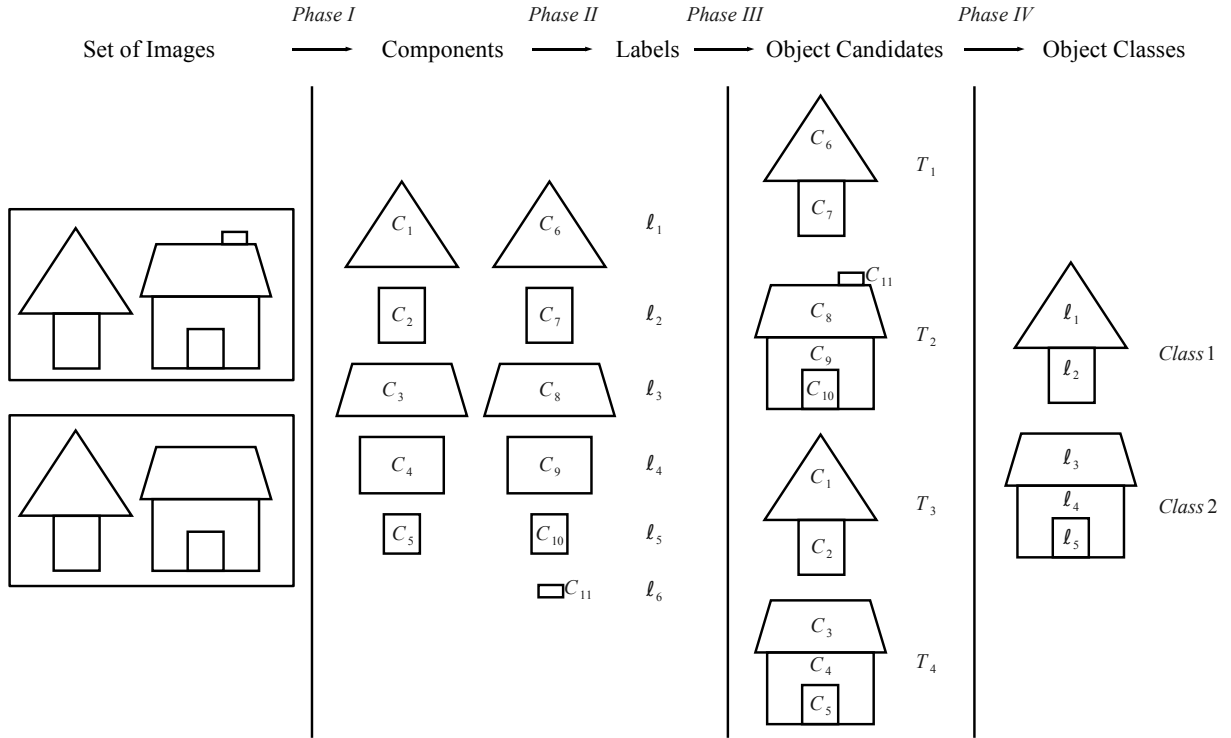 Phase I Phase II Phase III Phase IV
Set of Images Components Labels Object Candidates Object Classes
C₆
T₁
C₇
C₁ C₆ ℓ₁
C₂ C₇ ℓ₂
C₃ C₈ ℓ₃
C₄ C₉ ℓ₄
C₅ C₁₀ ℓ₅
C₁₁ ℓ₆
C₁₁
C₈
T₂
C₉
C₁₀
C₁
T₃
C₂
C₃
T₄
C₄
C₅
ℓ₁
Class 1
ℓ₂
ℓ₃
ℓ₄ Class 2
ℓ₅